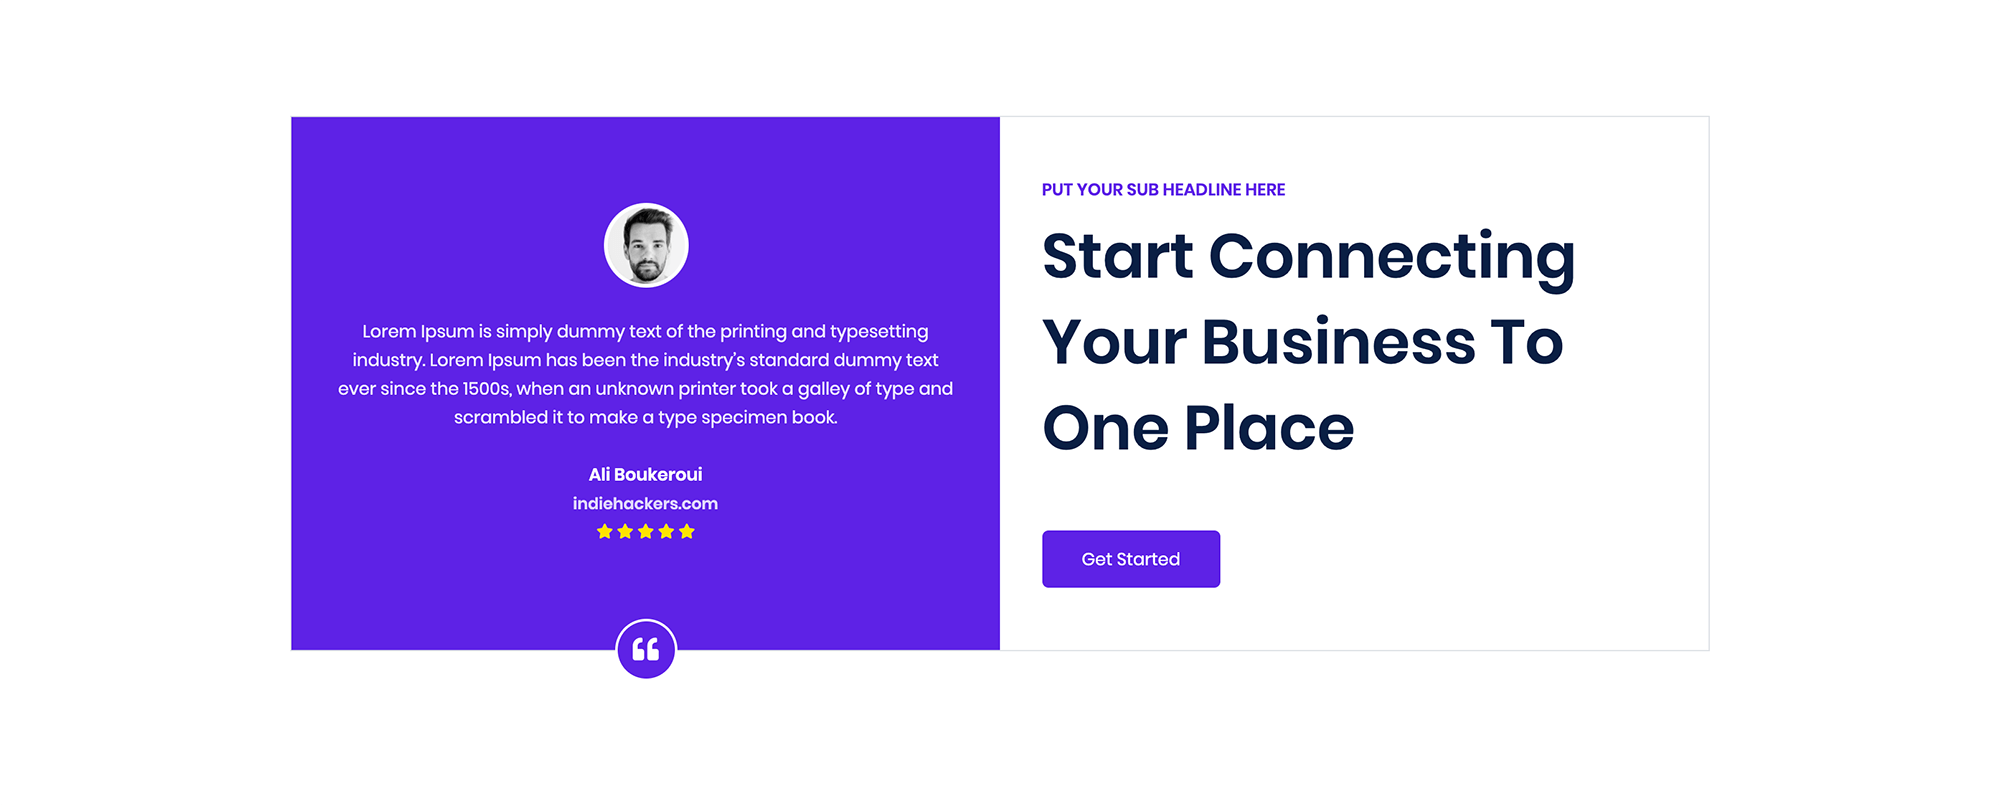 Lorem Ipsum is simply dummy text of the printing and typesetting
industry. Lorem Ipsum has been the industry’s standard dummy text
ever since the 1500s, when an unknown printer took a galley of type and
scrambled it to make a type specimen book.
Ali Boukeroui
indiehackers.com
PUT YOUR SUB HEADLINE HERE
Start Connecting
Your Business To
One Place
Get Started